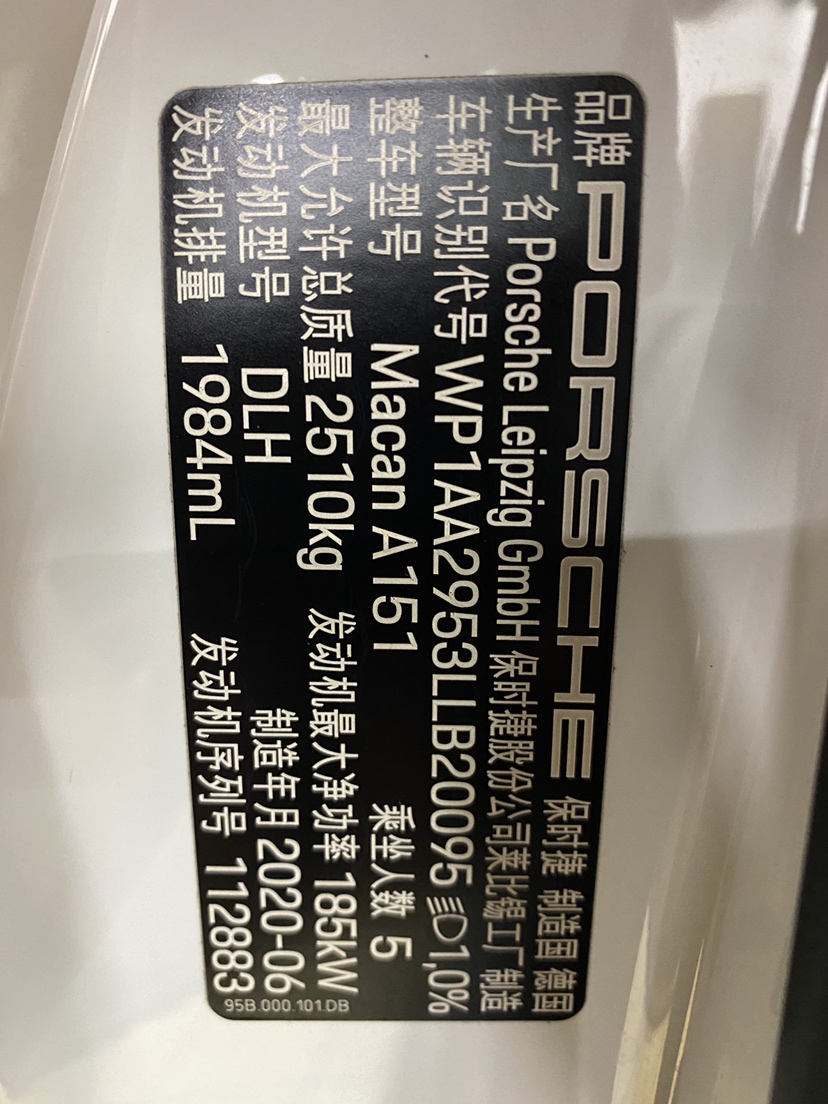 品牌 PORSCHE 保时捷 制造国 德国
生产厂名 Porsche Leipzig GmbH 保时捷股份公司莱比锡工厂制造
车辆识别代号 WP1AA2953LLB20095 1,0%
整车型号 Macan A151 乘坐人数 5
最大允许总质量 2510kg 发动机最大净功率 185kW
发动机型号 DLH 制造年月 2020-06
发动机排量 1984mL 发动机序列号 112883
95B.000.101.DB